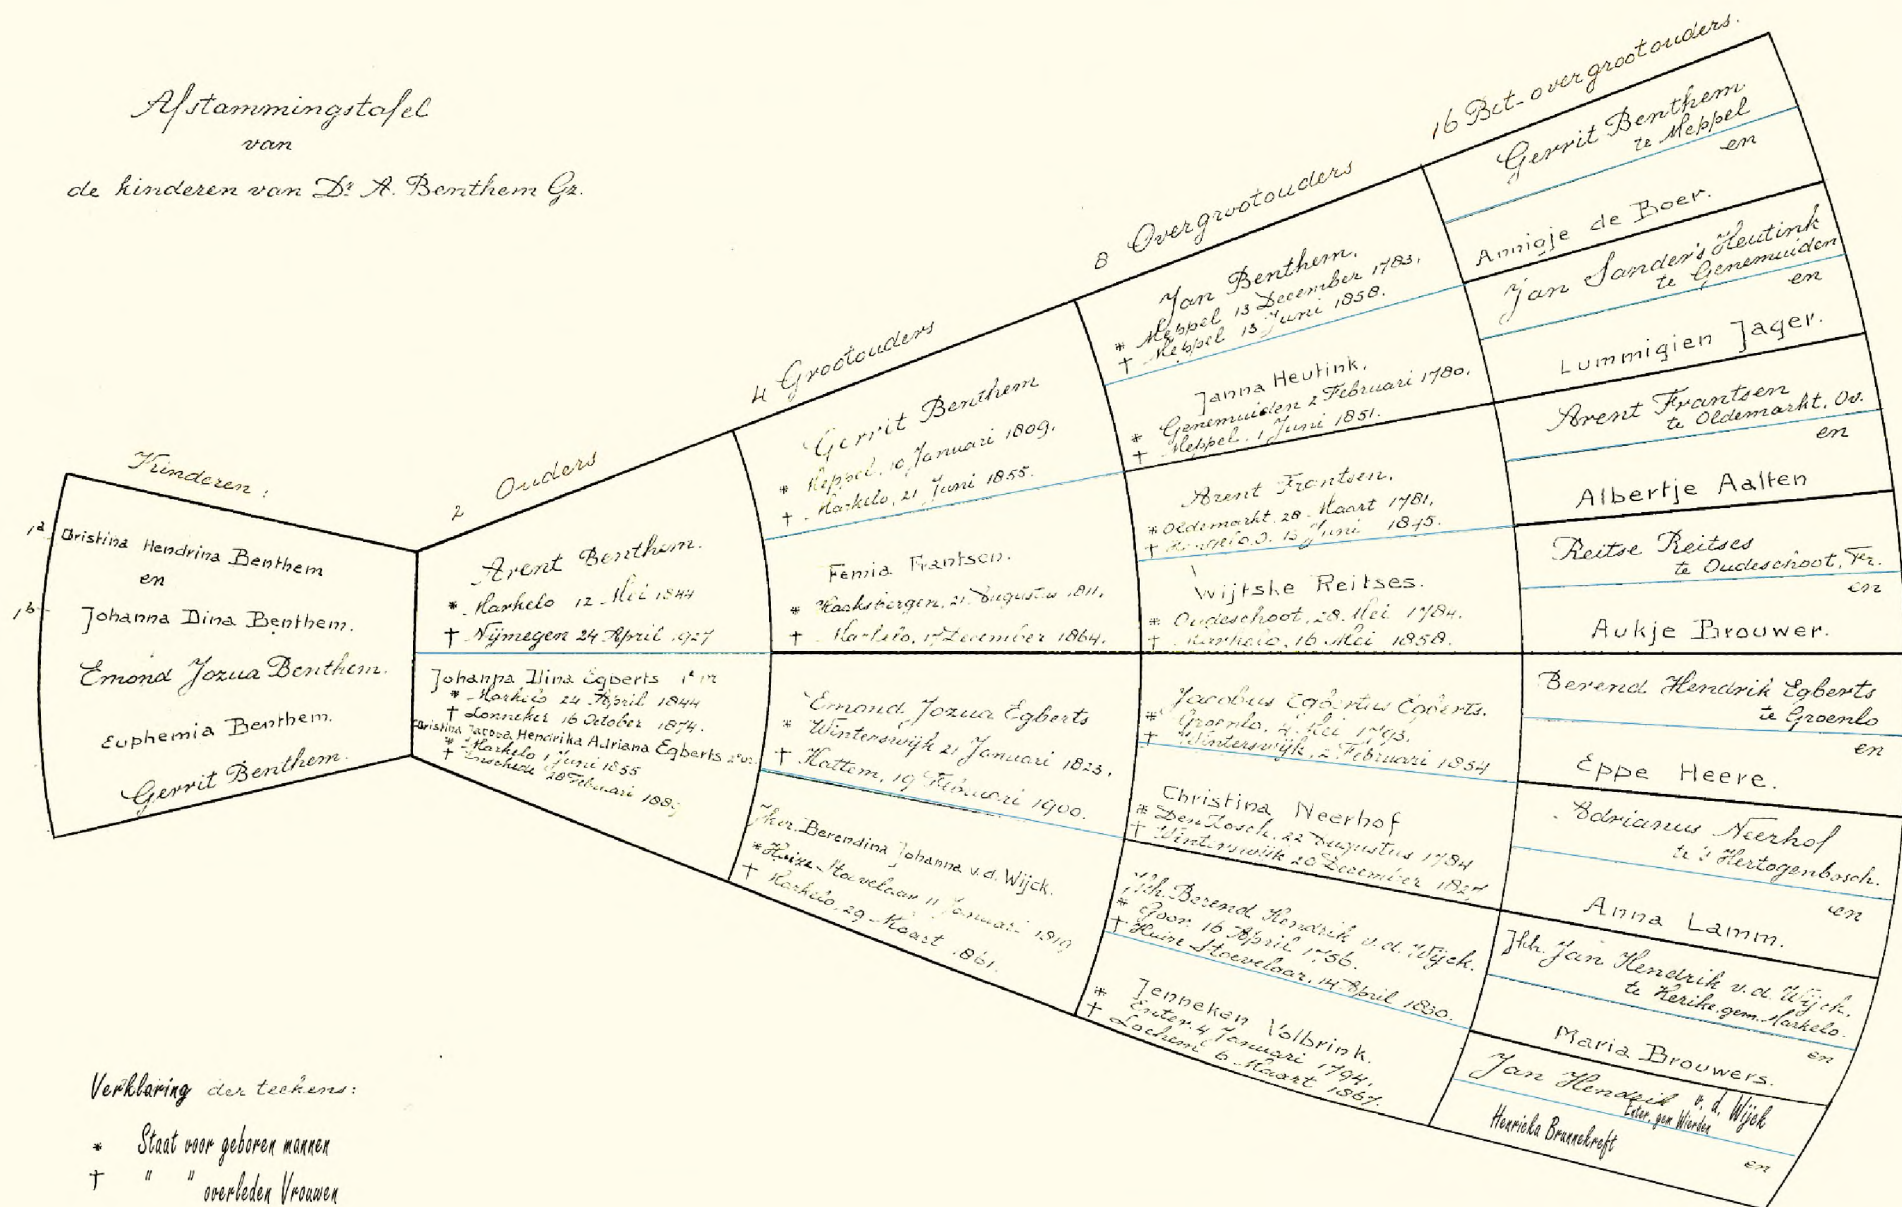 Afstammingstafel
van
de kinderen van Dr A. Benthem Gz.
Kinderen:
1a Christina Hendrina Benthem
en
1b Johanna Dina Benthem.
Emond Jozua Benthem.
Euphemia Benthem.
Gerrit Benthem.
2 Ouders
Arent Benthem.
* Markelo 12 Mei 1844
† Nijmegen 24 April 1927
Johanna Dina Egberts 1e vr
* Markelo 24 April 1844
† Lonneker 16 October 1874.
Christina Jacoba Hendrika Adriana Egberts 2e vr.
* Markelo 1 Juni 1855
† Enschede 28 Februari 188
4 Grootouders
Gerrit Benthem
* Meppel, 10 Januari 1809.
† Markelo, 21 Juni 1855.
Femia Frantsen.
* Haaksbergen, 21 Augustus 1811.
† Markelo, 17 December 1864.
Emond Jozua Egberts
* Winterswijk 21 Januari 1823.
† Hattem, 19 Februari 1900.
Jkvr. Berendina Johanna v.d. Wijck.
* Huize Stoevelaar 11 Januari 1819
† Markelo, 29 Maart 1861.
8 Overgrootouders
Jan Benthem.
* Meppel 13 December 1783.
† Meppel 13 Juni 1858.
Janna Heutink.
* Genemuiden 2 Februari 1780.
† Meppel, 1 Juni 1851.
Arent Frantsen.
* Oldemarkt, 28 Maart 1781.
† 13 Juni 1845.
Wijtske Reitses.
* Oudeschoot, 28 Mei 1784.
† Markelo, 16 Mei 1858.
Jacobus Egbertus Egberts.
* Groenlo, 4 Mei 1793.
† Winterswijk, 2 Februari 1854
Christina Neerhof
* Den Bosch, 22 Augustus 1784
† Winterswijk 20 December 1827.
Jhr. Berend Hendrik v.d. Wijck.
* Goor 16 April 1756.
† Huize Stoevelaar, 14 April 1830.
Jenneken Volbrink.
* Enter 4 Januari 1794.
† Lochem 6 Maart 1867.
16 Bet-overgrootouders.
Gerrit Benthem
te Meppel
en
Annigje de Boer.
Jan Sanders Heutink
te Genemuiden
en
Lummigien Jager.
Arent Frantsen
te Oldemarkt, Ov.
en
Albertje Aalten
Reitse Reitses
te Oudeschoot, Fr.
en
Aukje Brouwer.
Berend Hendrik Egberts
te Groenlo
en
Eppe Heere.
Adrianus Neerhof
te 's Hertogenbosch.
en
Anna Lamm.
Jhr. Jan Hendrik v.d. Wijck.
te Herike, gem. Markelo.
en
Maria Brouwers.
Jan Hendrik v. d. Wijck
Enter, gem Wierden
Henricka Brunnekreft
en
Verklaring der teekens:
* Staat voor geboren mannen
† " " overleden Vrouwen